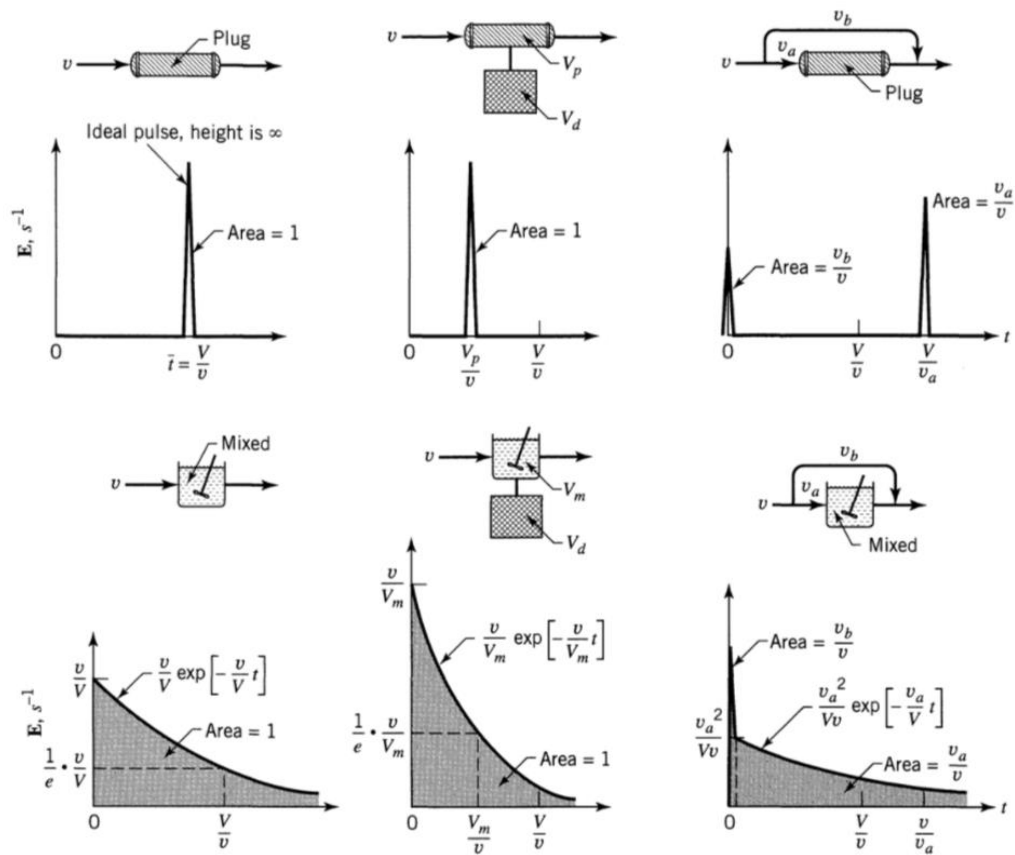 v
Plug
Ideal pulse, height is ∞
E, s⁻¹
Area = 1
0
t̄ = V/v
v
V_p
V_d
Area = 1
0
V_p/v
V/v
v_b
v
v_a
Plug
Area = v_b/v
Area = v_a/v
0
V/v
V/v_a
t
v
Mixed
E, s⁻¹
v/V
v/V exp[-v/V t]
Area = 1
1/e · v/V
0
V/v
v
V_m
V_d
v/V_m
v/V_m exp[-v/V_m t]
1/e · v/V_m
Area = 1
0
V_m/v
V/v
v_b
v
v_a
Mixed
Area = v_b/v
v_a²/Vv exp[-v_a/V t]
v_a²/Vv
Area = v_a/v
0
V/v
v/v_a
t